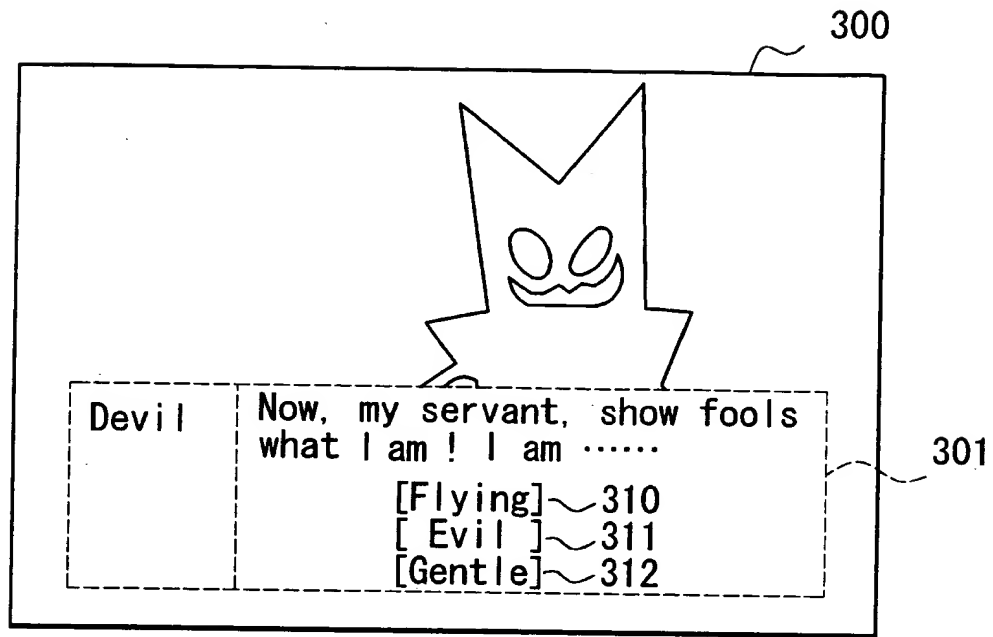 300
Devil
Now, my servant, show fools
what I am ! I am ……
301
[Flying] 310
[ Evil ] 311
[Gentle] 312